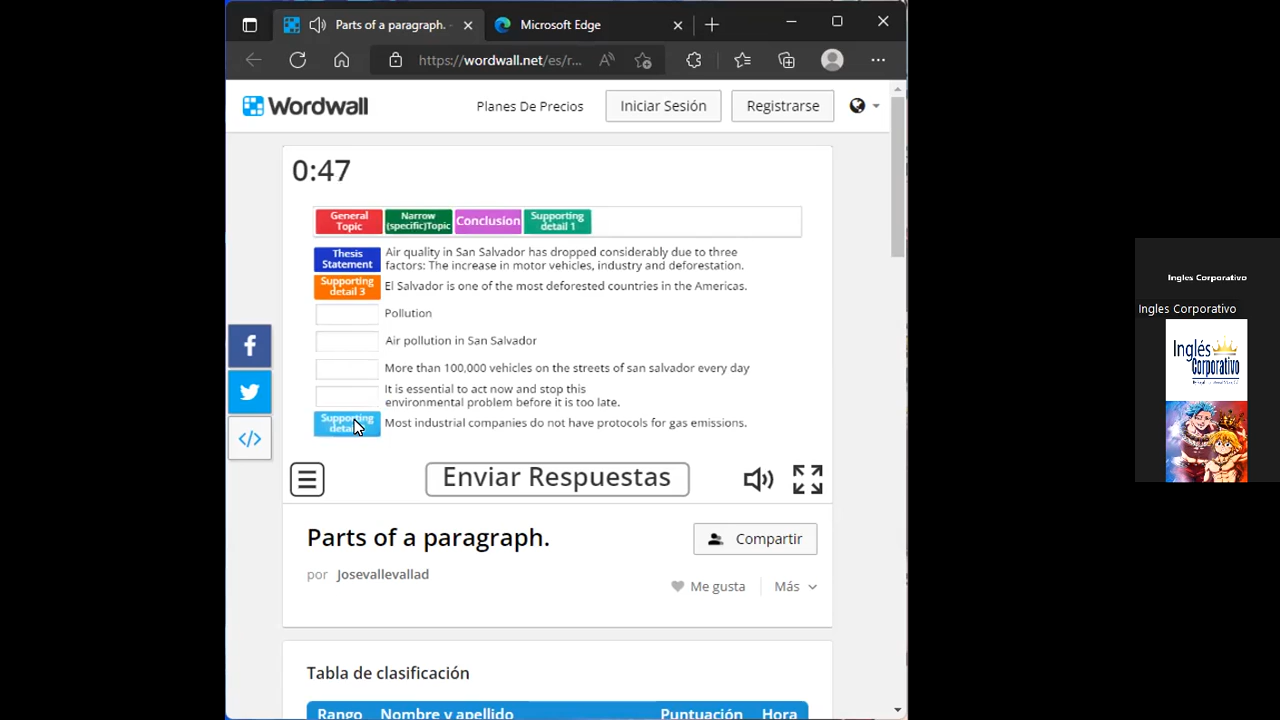 Parts of a paragraph. -
Microsoft Edge
https://wordwall.net/es/r...
Wordwall
Planes De Precios
Iniciar Sesión
Registrarse
0:47
General
Topic
Narrow
(specific)Topic
Conclusion
Supporting
detail 1
Thesis
Statement
Air quality in San Salvador has dropped considerably due to three
factors: The increase in motor vehicles, industry and deforestation.
Supporting
detail 3
El Salvador is one of the most deforested countries in the Americas.
Pollution
Air pollution in San Salvador
More than 100,000 vehicles on the streets of san salvador every day
It is essential to act now and stop this
environmental problem before it is too late.
Supporting
Most industrial companies do not have protocols for gas emissions.
Enviar Respuestas
Parts of a paragraph.
Compartir
por Josevallevallad
Me gusta
Más
Tabla de clasificación
Rango
Nombre y apellido
Puntuación
Hora
Ingles Corporativo
Ingles Corporativo
Inglés
Corporativo